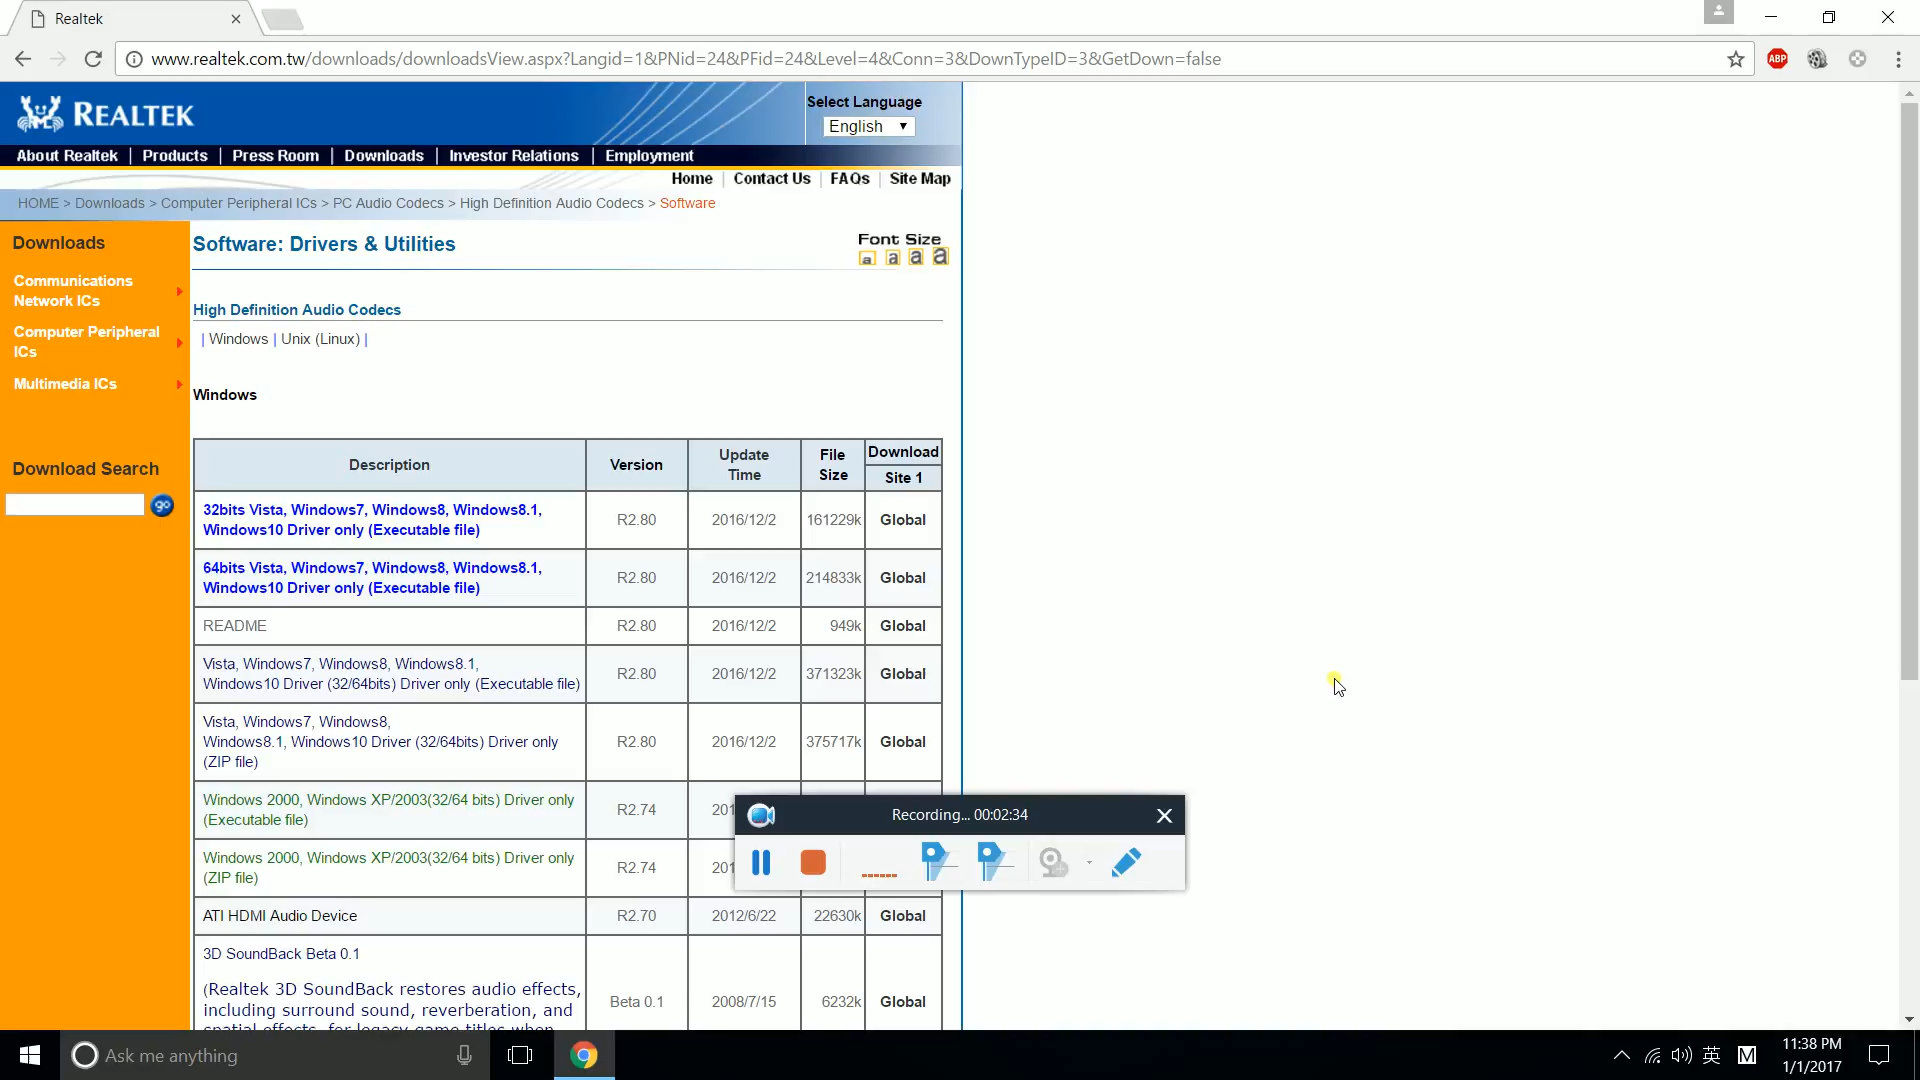 Realtek
www.realtek.com.tw/downloads/downloadsView.aspx?Langid=1&PNid=24&PFid=24&Level=4&Conn=3&DownTypeID=3&GetDown=false
ABP
REALTEK
Select Language
English
About Realtek | Products | Press Room | Downloads | Investor Relations | Employment
Home | Contact Us | FAQs | Site Map
HOME > Downloads > Computer Peripheral ICs > PC Audio Codecs > High Definition Audio Codecs > Software
Downloads
Communications
Network ICs
Computer Peripheral
ICs
Multimedia ICs
Download Search
go
Software: Drivers & Utilities
Font Size
a a a a
High Definition Audio Codecs
| Windows | Unix (Linux) |
Windows
Description Version Update Time File Size Download Site 1
32bits Vista, Windows7, Windows8, Windows8.1,
Windows10 Driver only (Executable file) R2.80 2016/12/2 161229k Global
64bits Vista, Windows7, Windows8, Windows8.1,
Windows10 Driver only (Executable file) R2.80 2016/12/2 214833k Global
README R2.80 2016/12/2 949k Global
Vista, Windows7, Windows8, Windows8.1,
Windows10 Driver (32/64bits) Driver only (Executable file) R2.80 2016/12/2 371323k Global
Vista, Windows7, Windows8,
Windows8.1, Windows10 Driver (32/64bits) Driver only
(ZIP file) R2.80 2016/12/2 375717k Global
Windows 2000, Windows XP/2003(32/64 bits) Driver only
(Executable file) R2.74 201
Windows 2000, Windows XP/2003(32/64 bits) Driver only
(ZIP file) R2.74 201
ATI HDMI Audio Device R2.70 2012/6/22 22630k Global
3D SoundBack Beta 0.1
(Realtek 3D SoundBack restores audio effects,
including surround sound, reverberation, and
spatial effects, for legacy game titles when
Beta 0.1 2008/7/15 6232k Global
Recording... 00:02:34
Ask me anything
英
M
11:38 PM
1/1/2017